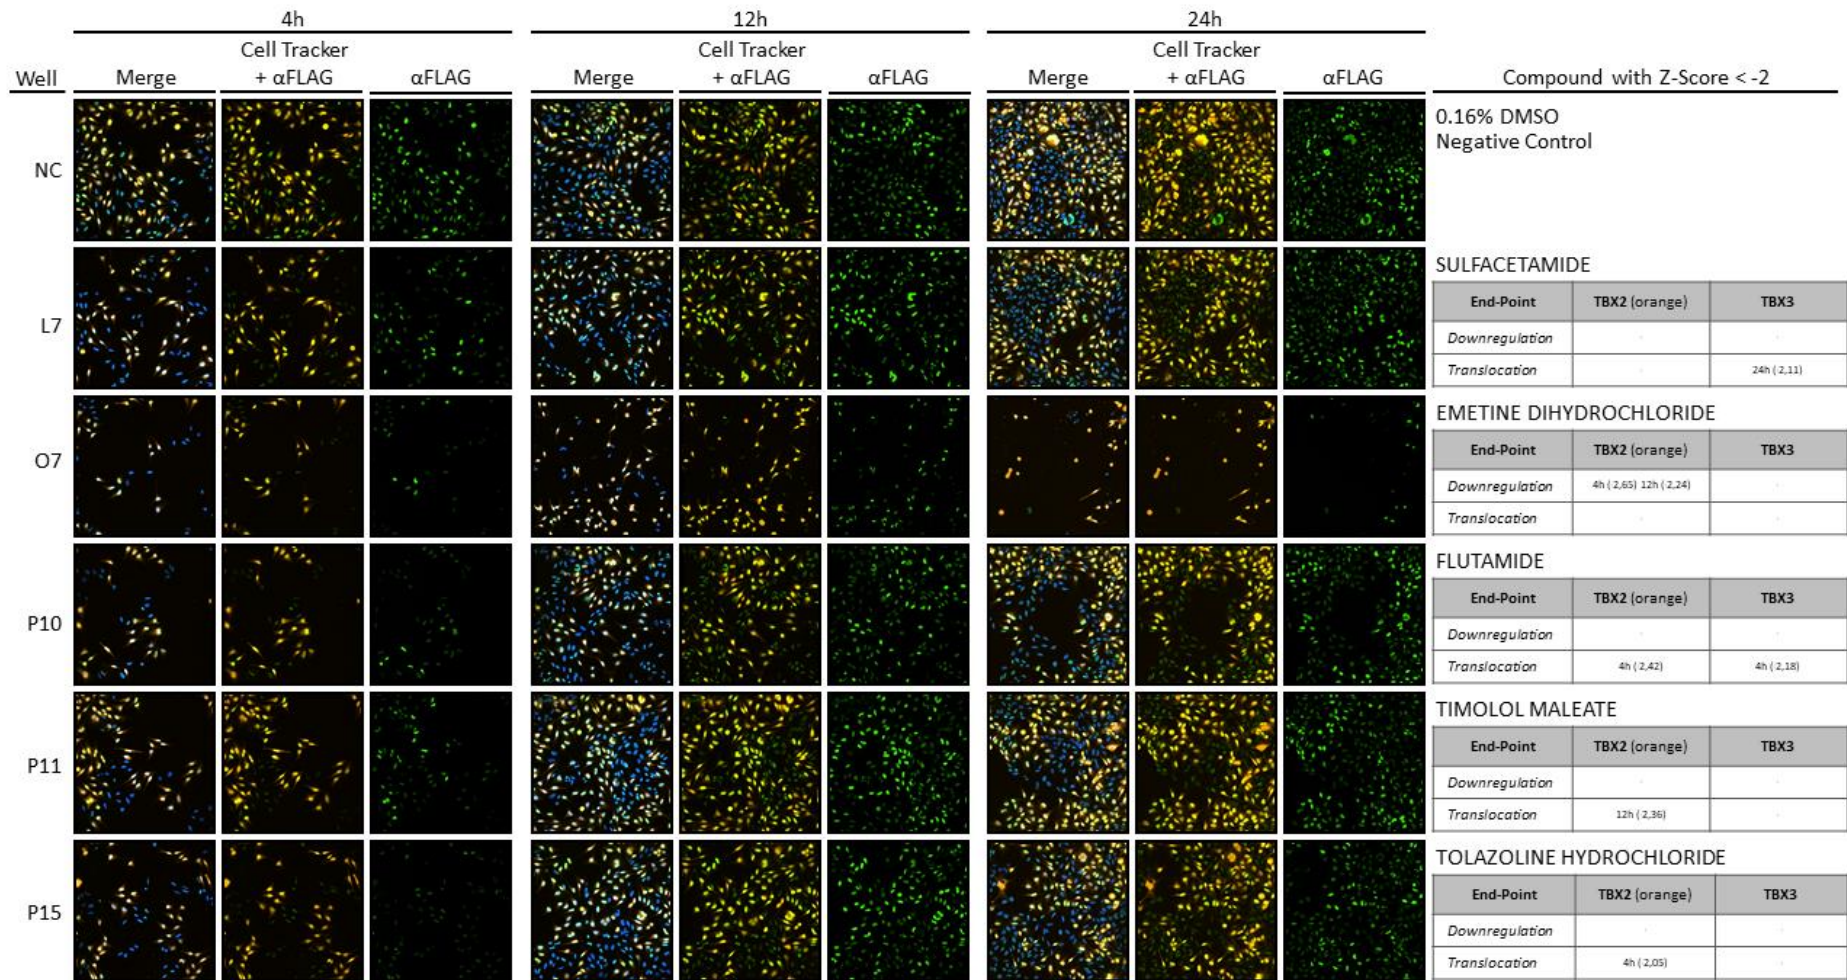 4h 12h 24h
Cell Tracker Cell Tracker Cell Tracker
Well Merge + αFLAG αFLAG Merge + αFLAG αFLAG Merge + αFLAG αFLAG Compound with Z-Score < -2
NC
0.16% DMSO
Negative Control
L7
SULFACETAMIDE
End-Point TBX2 (orange) TBX3
Downregulation - -
Translocation - 24h (-2,11)
O7
EMETINE DIHYDROCHLORIDE
End-Point TBX2 (orange) TBX3
Downregulation 4h (-2,65) 12h (-2,24) -
Translocation - -
P10
FLUTAMIDE
End-Point TBX2 (orange) TBX3
Downregulation - -
Translocation 4h (-2,42) 4h (-2,18)
P11
TIMOLOL MALEATE
End-Point TBX2 (orange) TBX3
Downregulation - -
Translocation 12h (-2,36) -
P15
TOLAZOLINE HYDROCHLORIDE
End-Point TBX2 (orange) TBX3
Downregulation - -
Translocation 4h (-2,05) -